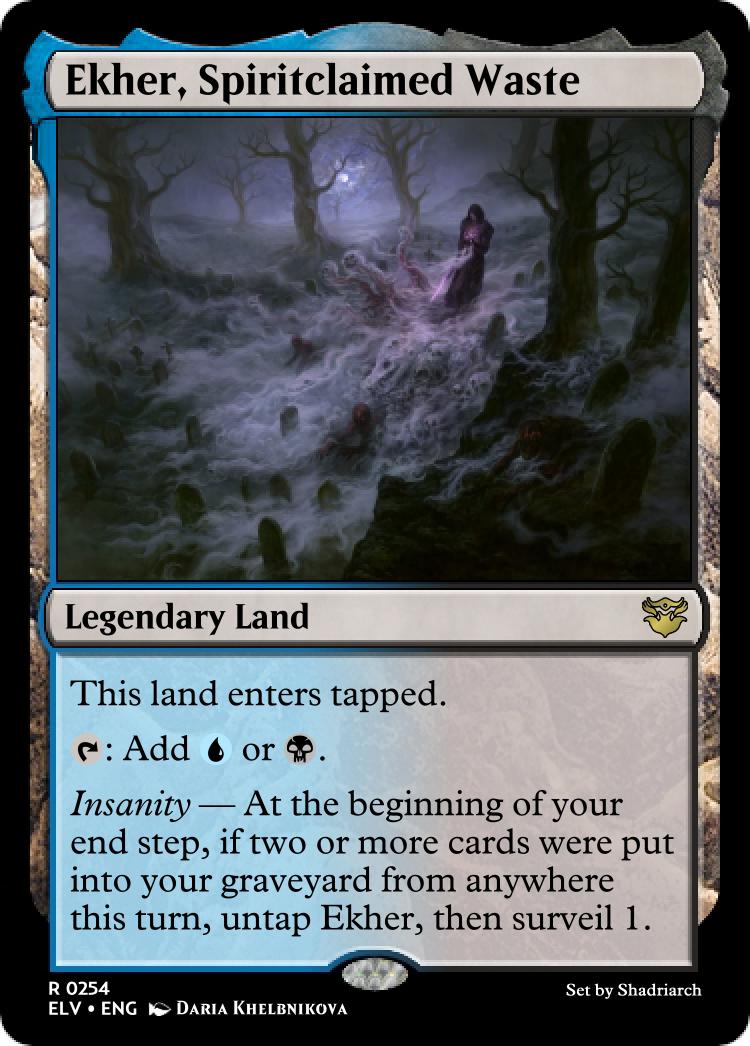 Ekher, Spiritclaimed Waste
Legendary Land
This land enters tapped.
: Add or .
Insanity — At the beginning of your
end step, if two or more cards were put
into your graveyard from anywhere
this turn, untap Ekher, then surveil 1.
R 0254
ELV • ENG DARIA KHELBNIKOVA
Set by Shadriarch